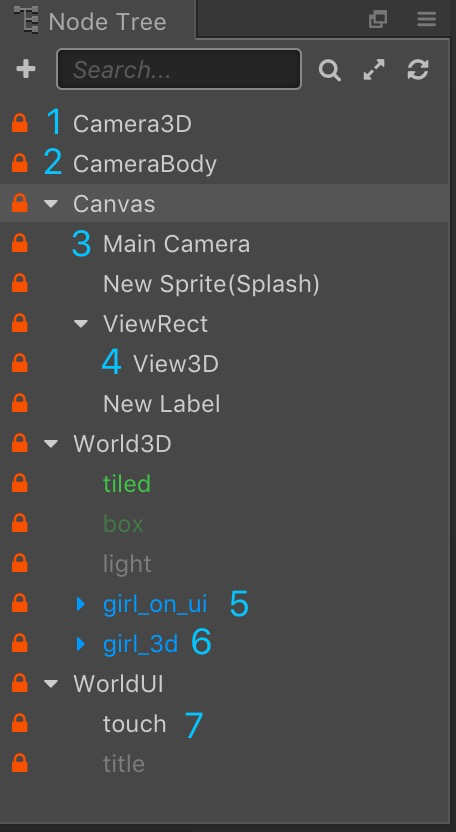 Node Tree
Search...
1 Camera3D
2 CameraBody
Canvas
3 Main Camera
New Sprite(Splash)
ViewRect
4 View3D
New Label
World3D
tiled
box
light
girl_on_ui 5
girl_3d 6
WorldUI
touch 7
title